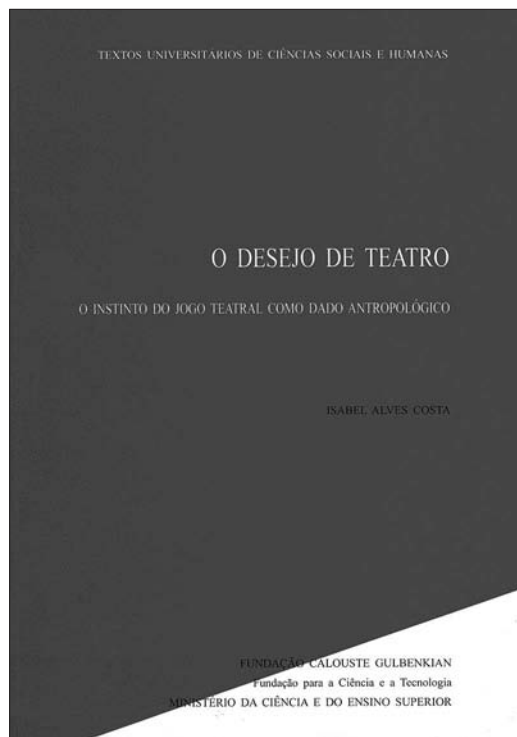 TEXTOS UNIVERSITÁRIOS DE CIÊNCIAS SOCIAIS E HUMANAS
O DESEJO DE TEATRO
O INSTINTO DO JOGO TEATRAL COMO DADO ANTROPOLÓGICO
ISABEL ALVES COSTA
FUNDAÇÃO CALOUSTE GULBENKIAN
Fundação para a Ciência e a Tecnologia
MINISTÉRIO DA CIÊNCIA E DO ENSINO SUPERIOR